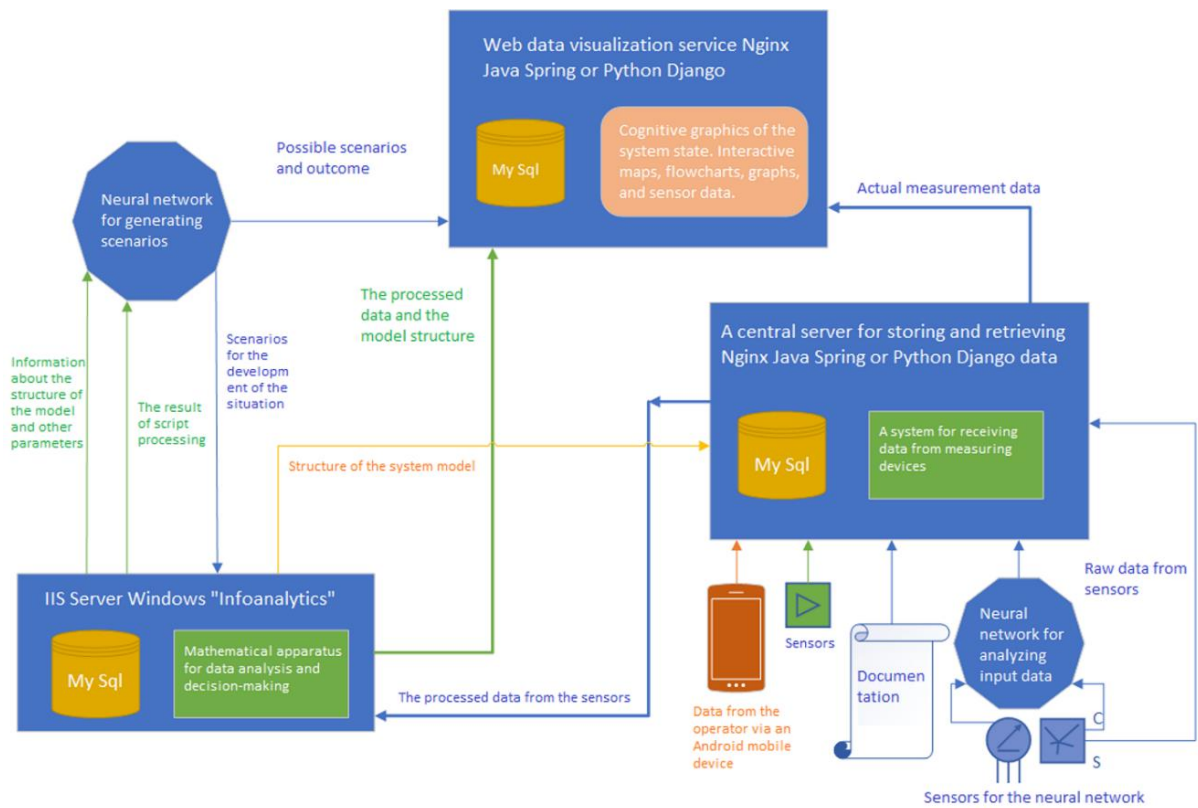 Web data visualization service Nginx
Java Spring or Python Django
My Sql
Cognitive graphics of the
system state. Interactive
maps, flowcharts, graphs,
and sensor data.
Possible scenarios
and outcome
Neural network
for generating
scenarios
Actual measurement data
The processed
data and the
model structure
A central server for storing and retrieving
Nginx Java Spring or Python Django data
My Sql
A system for receiving
data from measuring
devices
Information
about the
structure of
the model
and other
parameters
The result
of script
processing
Scenarios
for the
developm
ent of the
situation
Structure of the system model
IIS Server Windows "Infoanalytics"
My Sql
Mathematical apparatus
for data analysis and
decision-making
The processed data from the sensors
Data from the
operator via an
Android mobile
device
Sensors
Documen
tation
Neural
network for
analyzing
input data
Raw data from
sensors
C
S
Sensors for the neural network